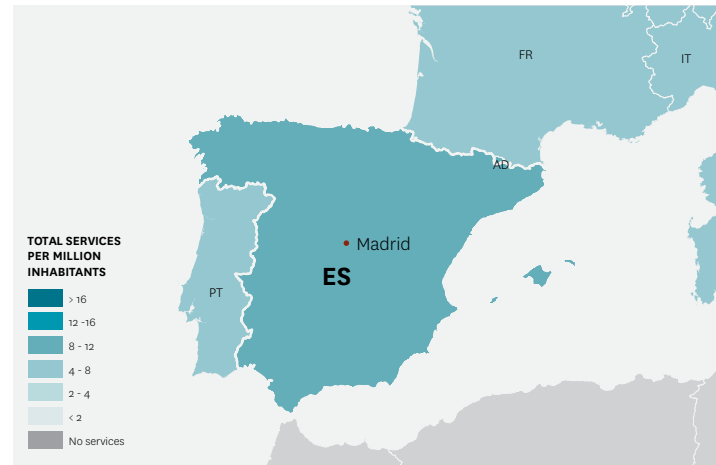 FR
IT
AD
Madrid
ES
PT
TOTAL SERVICES
PER MILLION
INHABITANTS
> 16
12 -16
8 - 12
4 - 8
2 - 4
< 2
No services